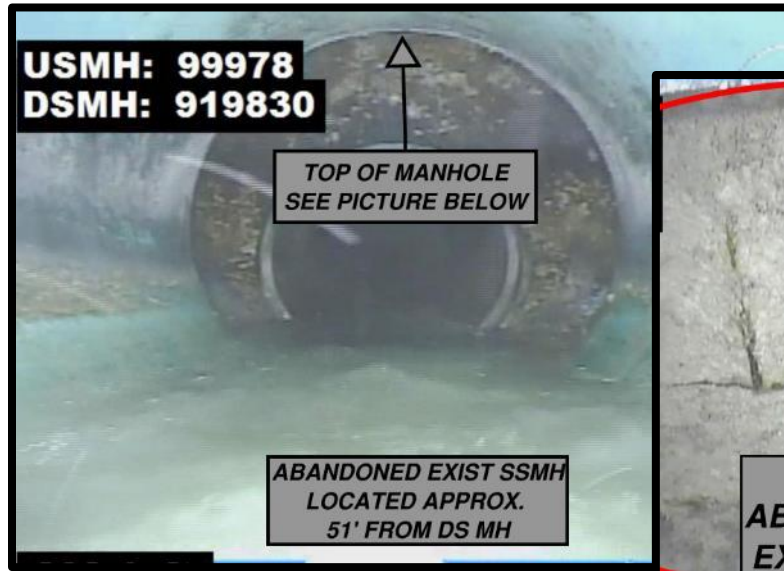 USMH: 99978
DSMH: 919830
TOP OF MANHOLE
SEE PICTURE BELOW
ABANDONED EXIST SSMH
LOCATED APPROX.
51' FROM DS MH